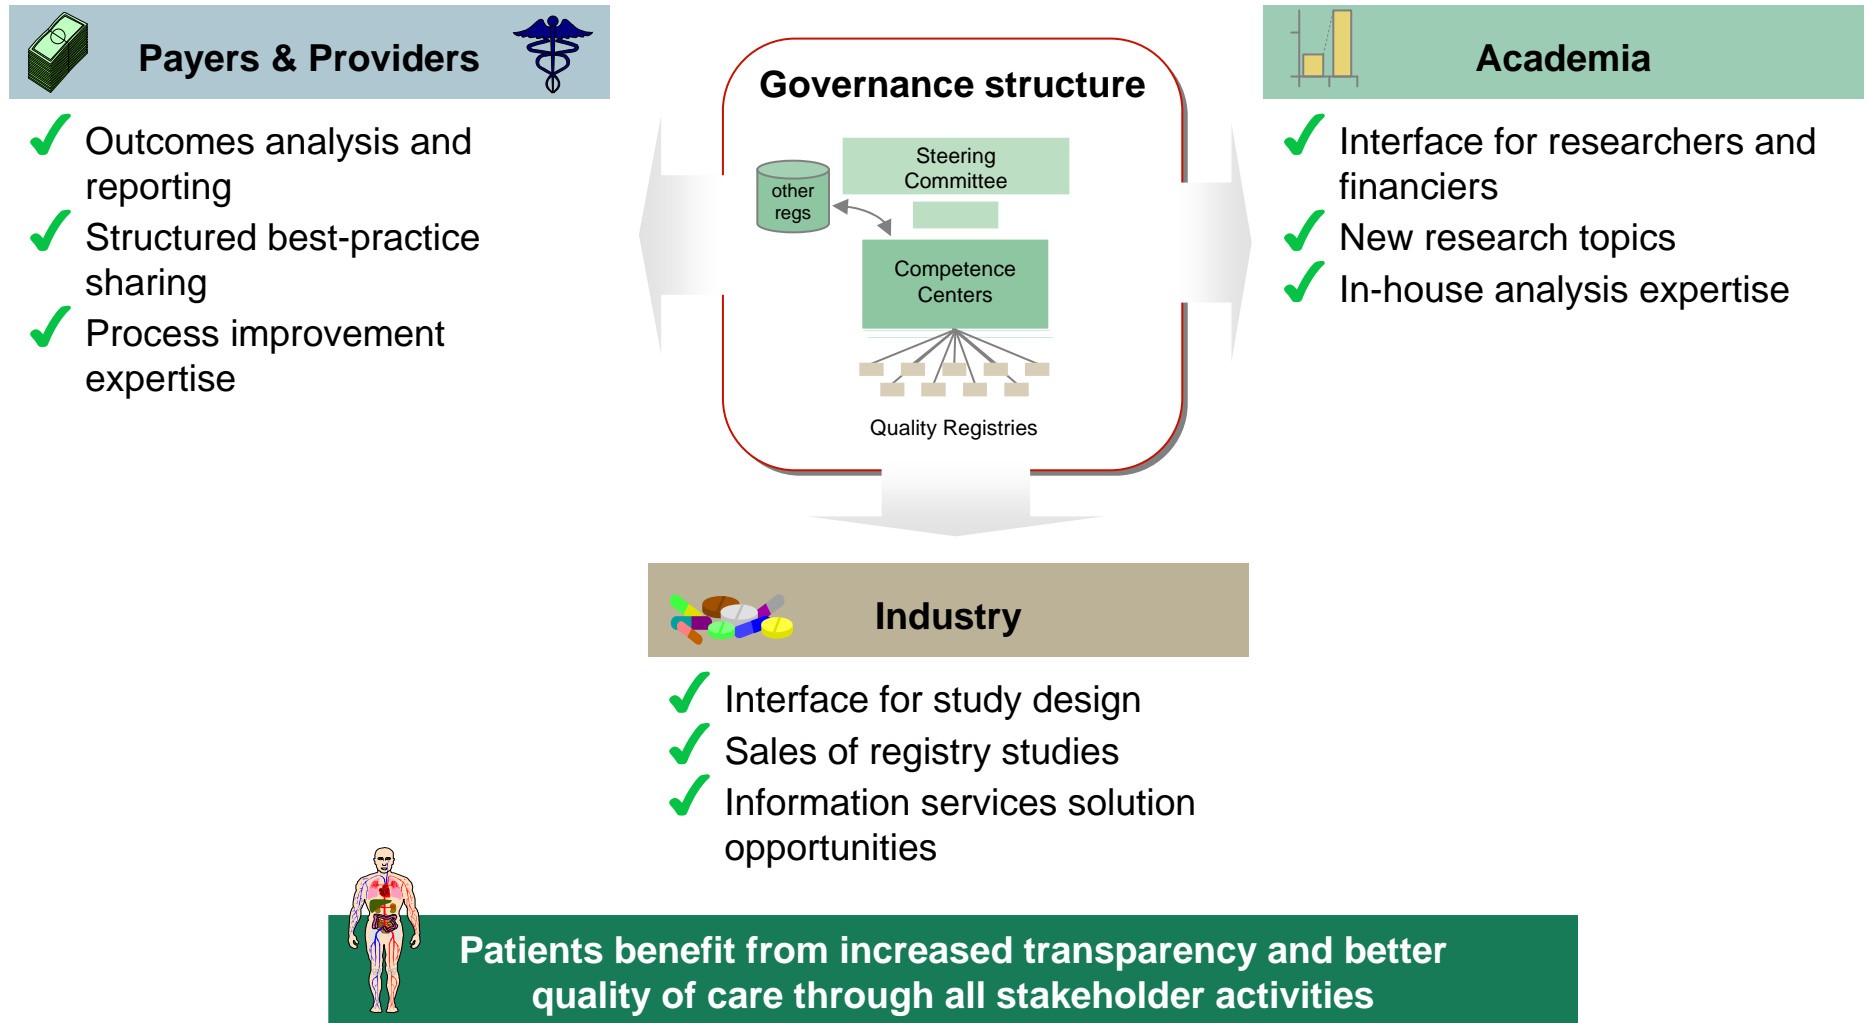 Payers & Providers
Outcomes analysis and
reporting
Structured best-practice
sharing
Process improvement
expertise
Governance structure
Steering
Committee
other
regs
Competence
Centers
Quality Registries
Academia
Interface for researchers and
financiers
New research topics
In-house analysis expertise
Industry
Interface for study design
Sales of registry studies
Information services solution
opportunities
Patients benefit from increased transparency and better
quality of care through all stakeholder activities